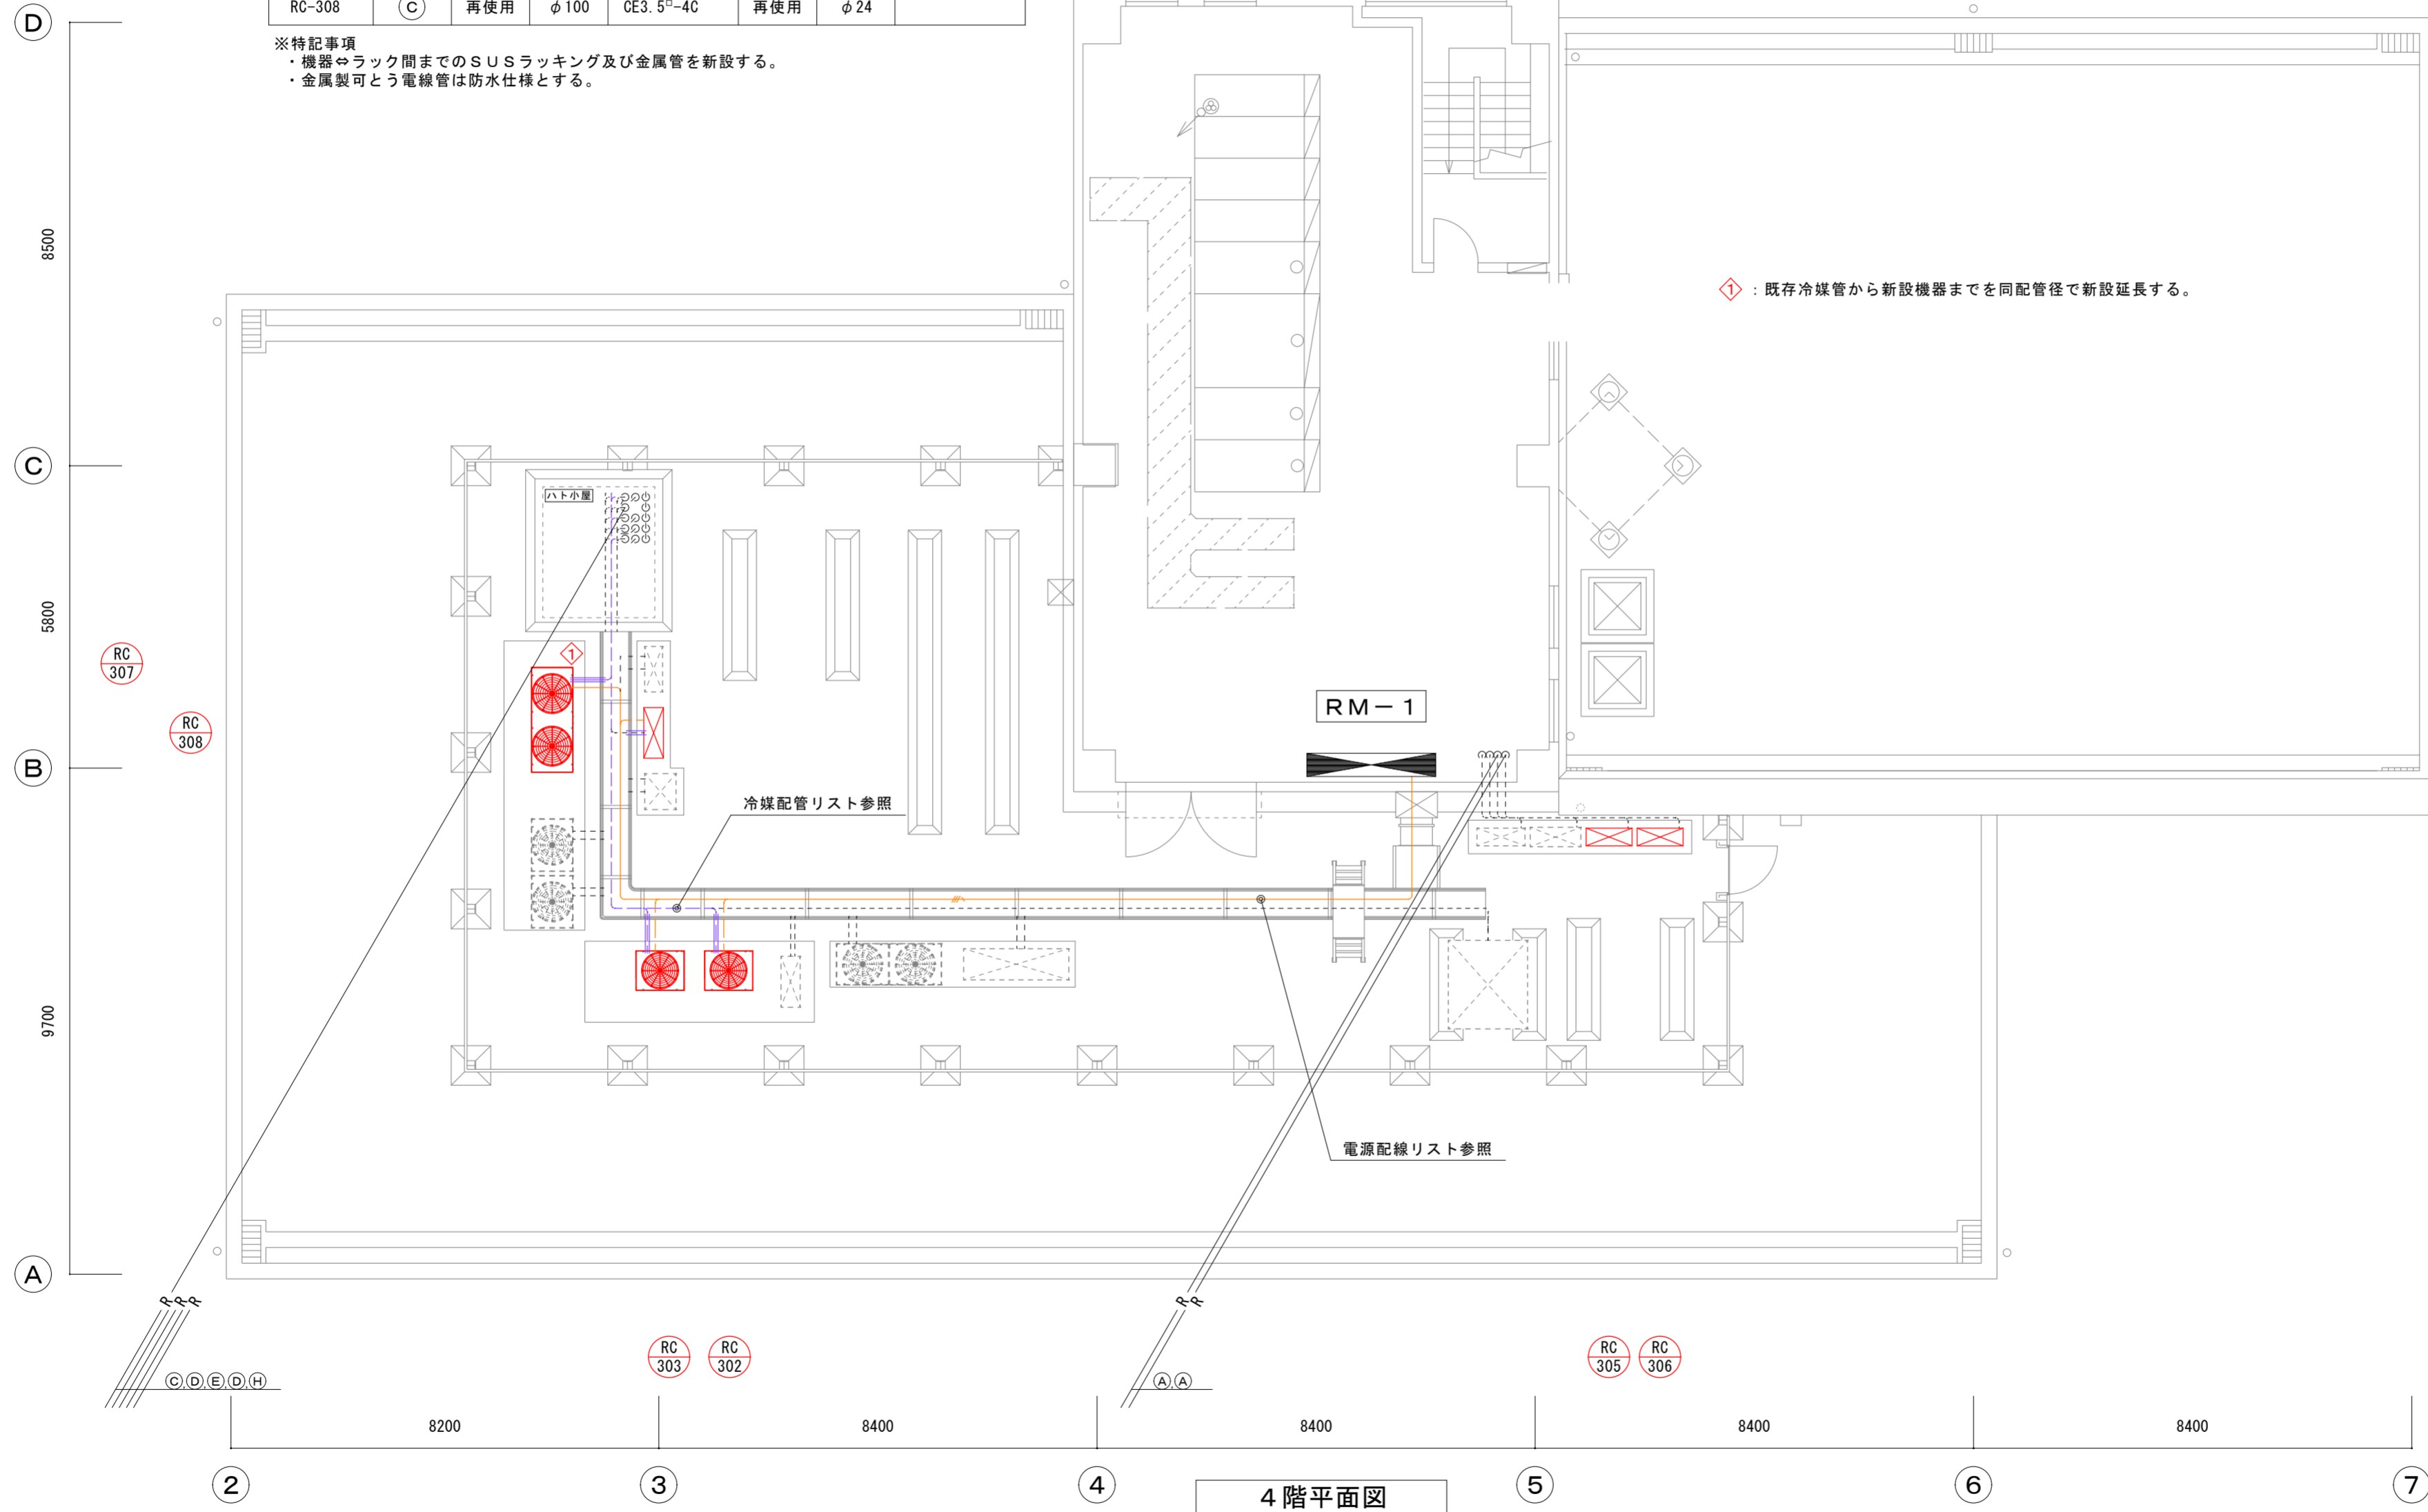 RC-308 C 再使用 φ100 CE3.5□-4C 再使用 φ24
※特記事項
・機器⇔ラック間までのSUSラッキング及び金属管を新設する。
・金属製可とう電線管は防水仕様とする。
D
8500
1 :既存冷媒管から新設機器までを同配管径で新設延長する。
C
ハト小屋
5800
1
RC
307
RM-1
RC
308
B
冷媒配管リスト参照
9700
電源配線リスト参照
A
R R R
R R
RC
303
RC
302
RC
305
RC
306
C,D,E,D,H
A,A
8200 8400 8400 8400 8400
2 3 4 5 6 7
4階平面図